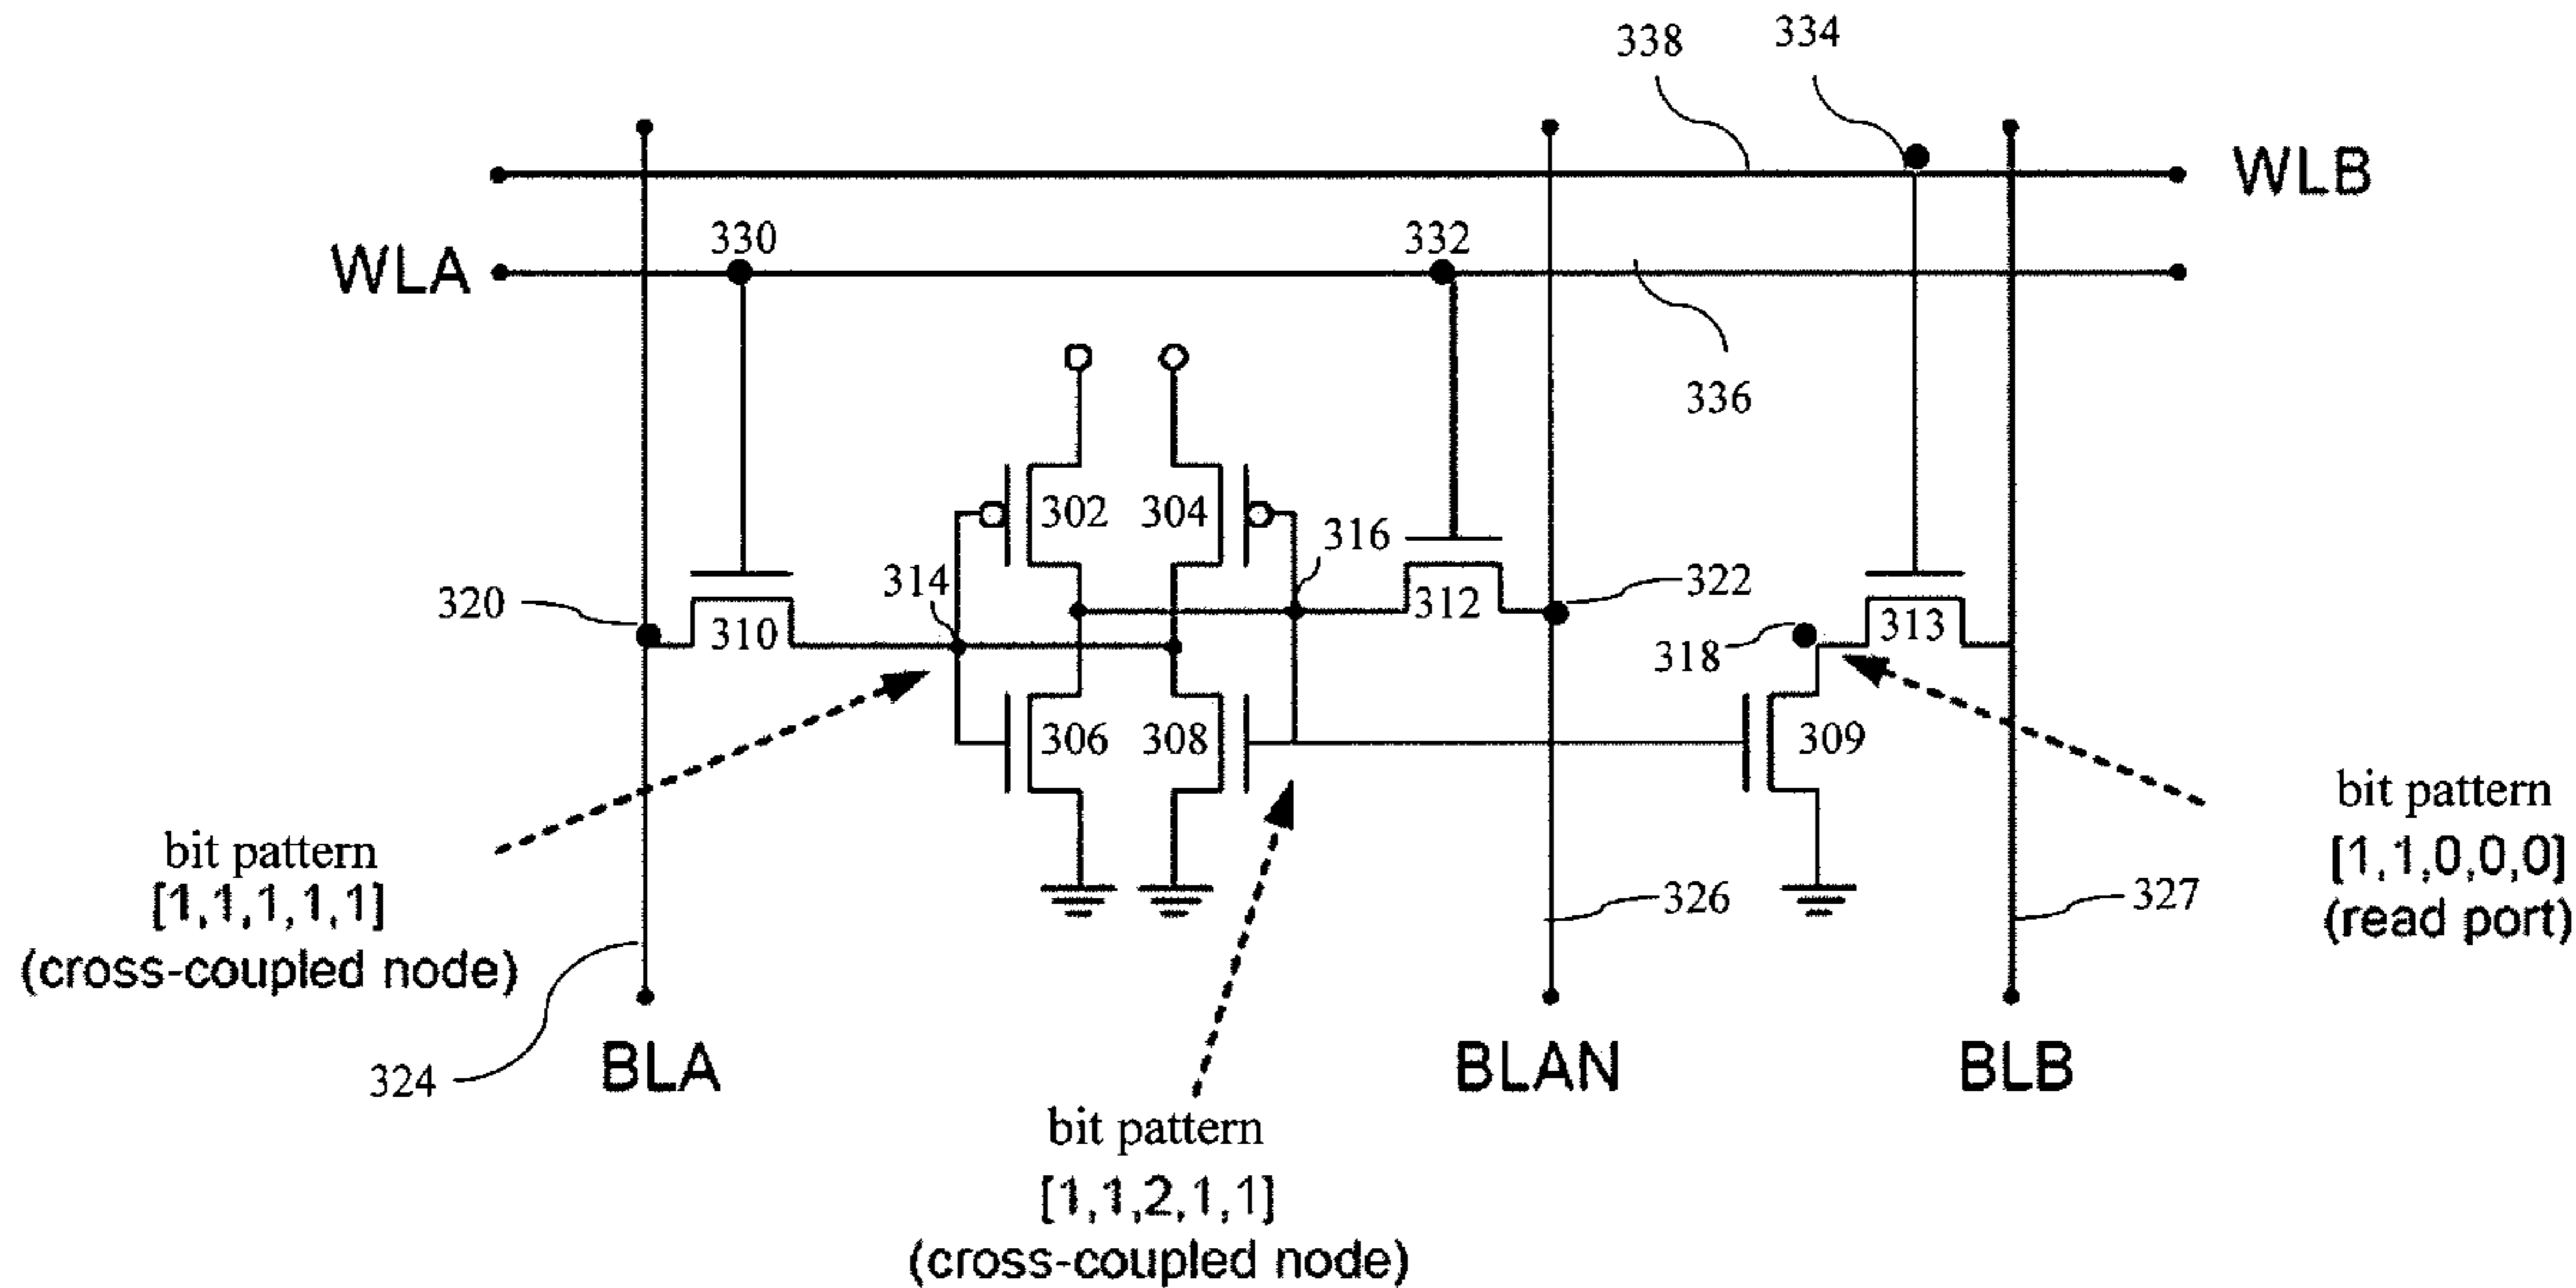 338
334
WLB
330
332
WLA
336
302
304
316
314
320
322
310
312
313
318
306
308
309
bit pattern
[1,1,0,0,0]
(read port)
bit pattern
[1,1,1,1,1]
(cross-coupled node)
326
327
324
BLA
BLAN
BLB
bit pattern
[1,1,2,1,1]
(cross-coupled node)